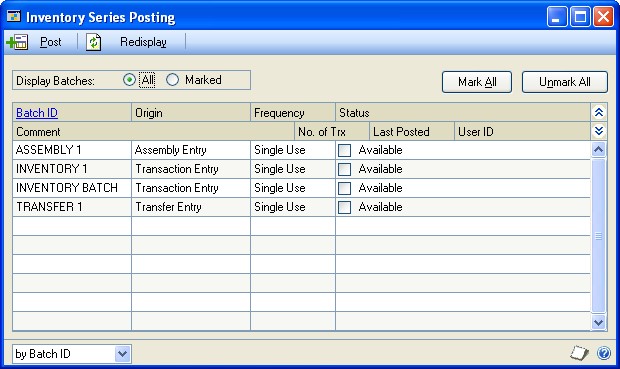 Inventory Series Posting
Post Redisplay
Display Batches: All Marked Mark All Unmark All
Batch ID Origin Frequency Status
Comment No. of Trx Last Posted User ID
ASSEMBLY 1 Assembly Entry Single Use Available
INVENTORY 1 Transaction Entry Single Use Available
INVENTORY BATCH Transaction Entry Single Use Available
TRANSFER 1 Transfer Entry Single Use Available
by Batch ID